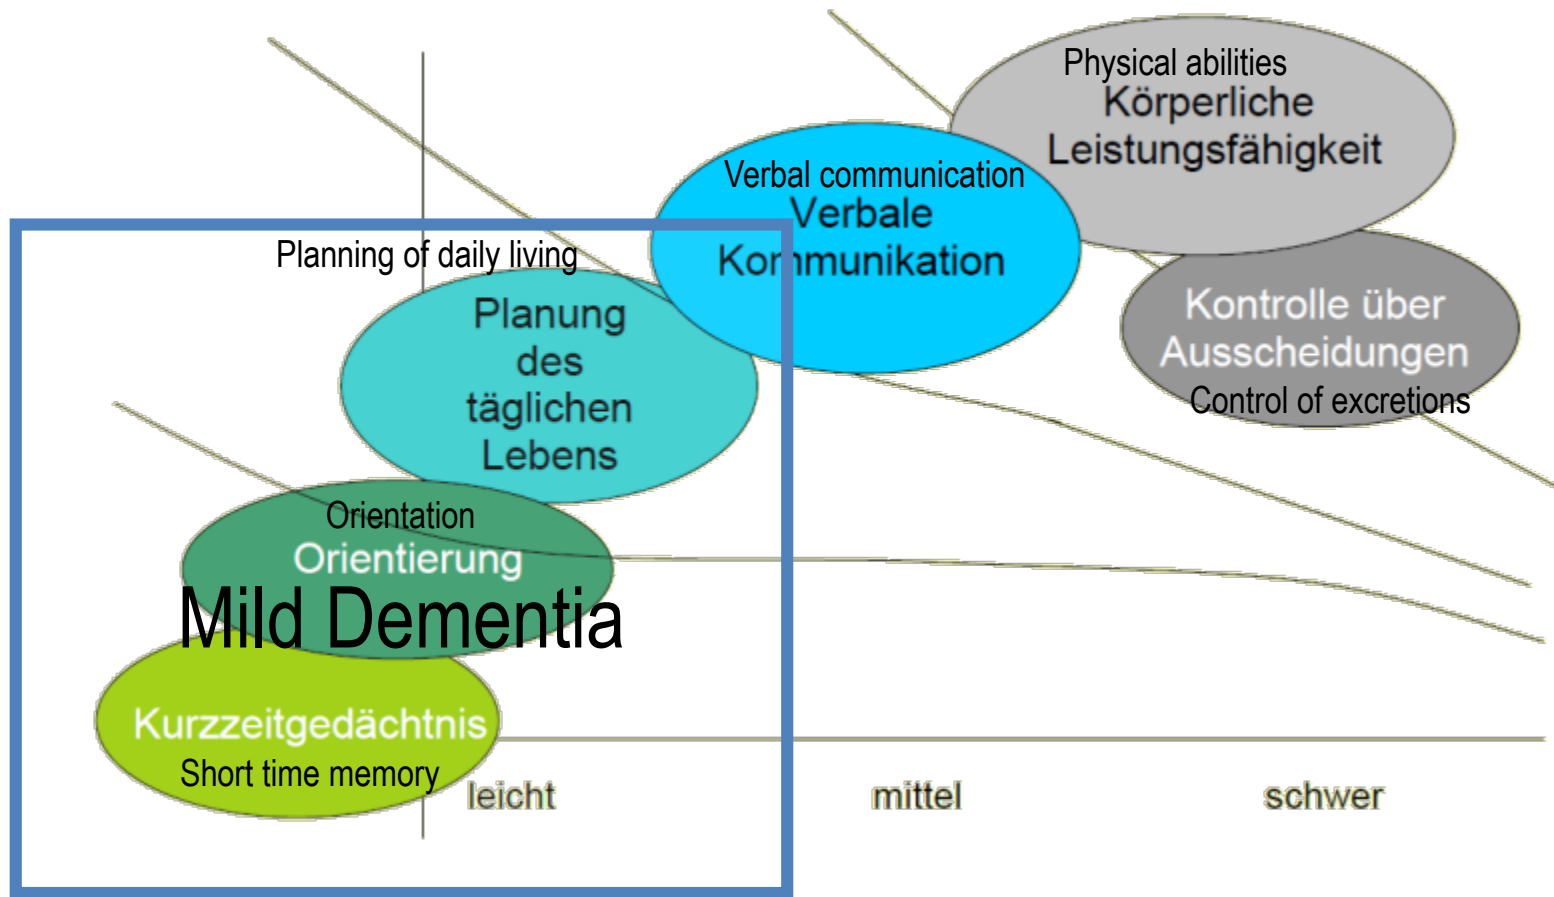 Physical abilities
Körperliche
Leistungsfähigkeit
Verbal communication
Verbale
Kommunikation
Planning of daily living
Planung
des
täglichen
Lebens
Kontrolle über
Ausscheidungen
Control of excretions
Orientation
Orientierung
Mild Dementia
Kurzzeitgedächtnis
Short time memory
leicht
mittel
schwer